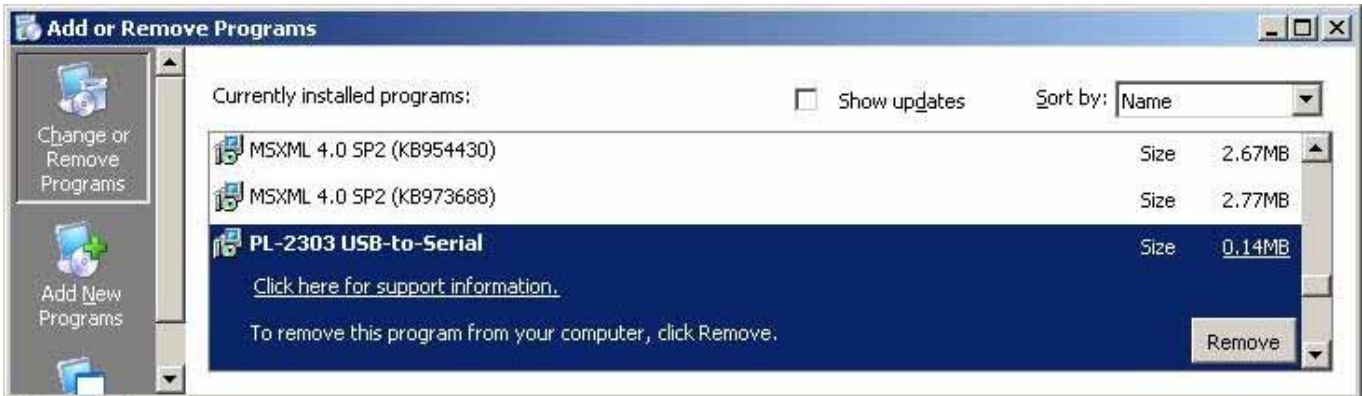 Add or Remove Programs
Change or
Remove
Programs
Add New
Programs
Currently installed programs:
Show updates
Sort by: Name
MSXML 4.0 SP2 (KB954430) Size 2.67MB
MSXML 4.0 SP2 (KB973688) Size 2.77MB
PL-2303 USB-to-Serial Size 0.14MB
Click here for support information.
To remove this program from your computer, click Remove.
Remove